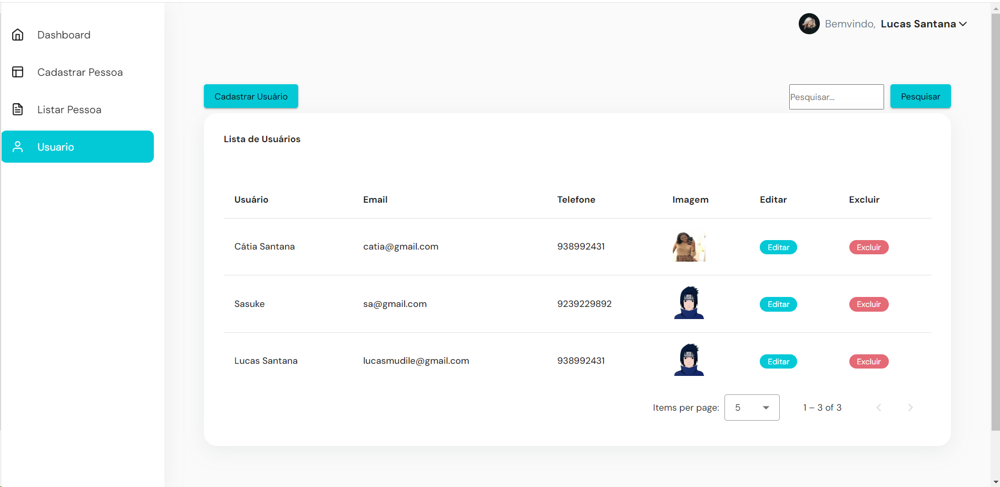 Bemvindo, Lucas Santana
Dashboard
Cadastrar Pessoa
Listar Pessoa
Usuario
Cadastrar Usuário
Pesquisar...
Pesquisar
Lista de Usuários
Usuário Email Telefone Imagem Editar Excluir
Cátia Santana catia@gmail.com 938992431 Editar Excluir
Sasuke sa@gmail.com 9239229892 Editar Excluir
Lucas Santana lucasmudile@gmail.com 938992431 Editar Excluir
Items per page: 5 1 – 3 of 3